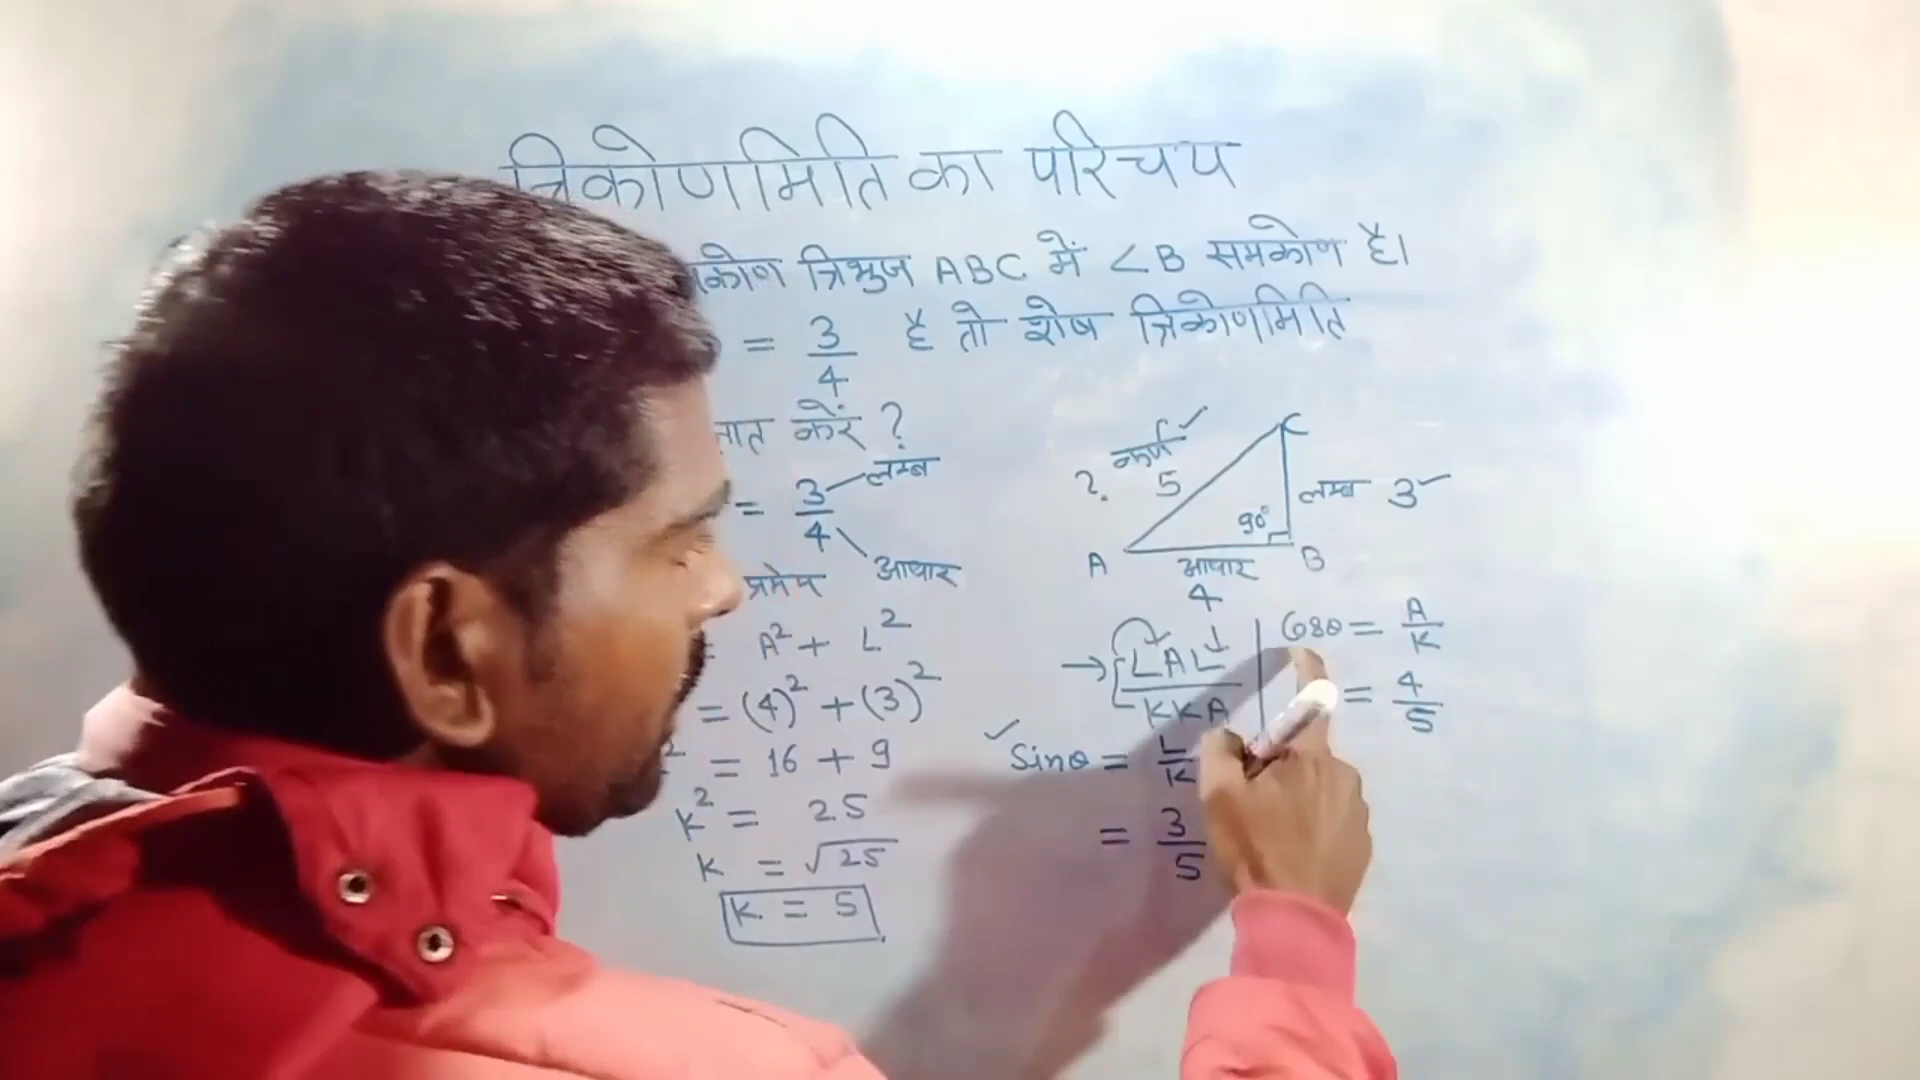 त्रिकोणमिति का परिचय
त्रिभुज ABC में ∠B समकोण है।
= 3/4 है तो शेष त्रिकोणमिति
करें ?
= 3/4 लम्ब आधार
प्रमेय
= A² + L²
= (4)² + (3)²
² = 16 + 9
K² = 25
K = √25
K = 5
C
कर्ण
? 5
लम्ब 3
90°
A आधार B
4
→ LAL/KKA
Sinθ = L/K
= 3/5
Cosθ = A/K
= 4/5